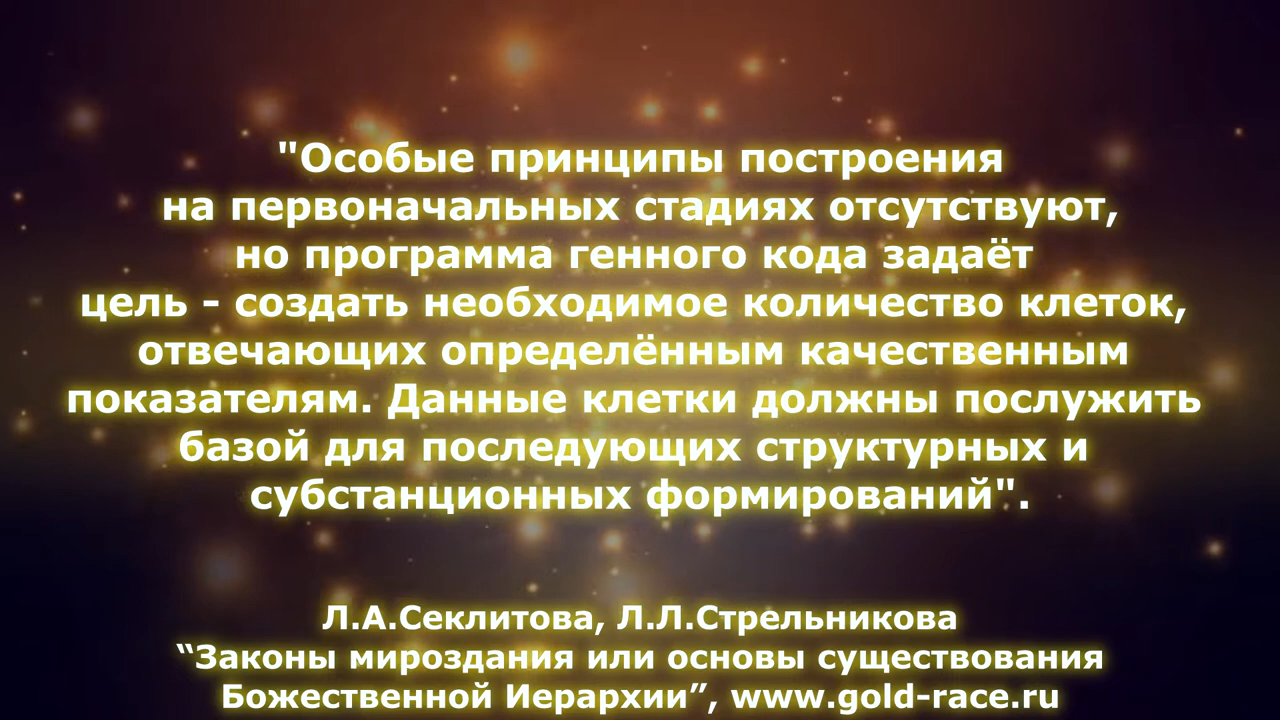 "Особые принципы построения
на первоначальных стадиях отсутствуют,
но программа генного кода задаёт
цель - создать необходимое количество клеток,
отвечающих определённым качественным
показателям. Данные клетки должны послужить
базой для последующих структурных и
субстанционных формирований".
Л.А.Секлитова, Л.Л.Стрельникова
“Законы мироздания или основы существования
Божественной Иерархии”, www.gold-race.ru